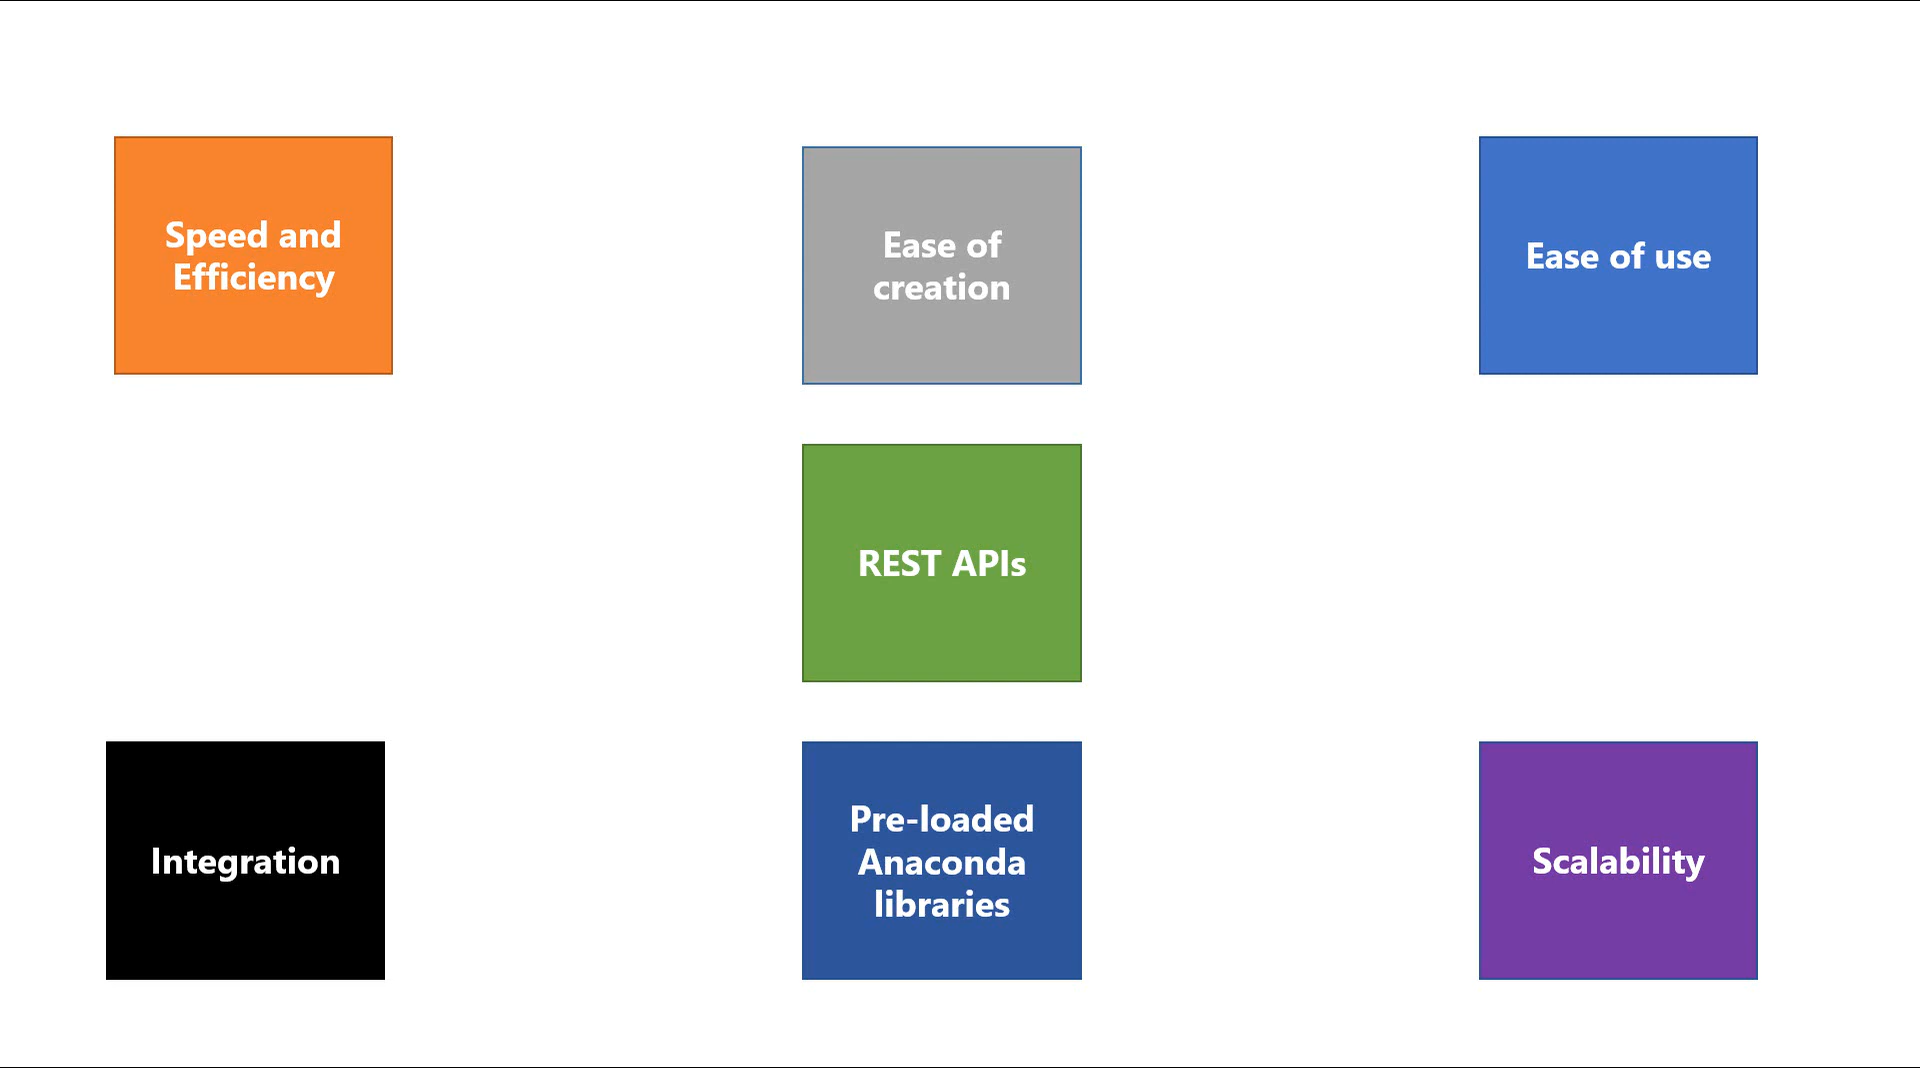 Speed and
Efficiency
Ease of
creation
Ease of use
REST APIs
Integration
Pre-loaded
Anaconda
libraries
Scalability